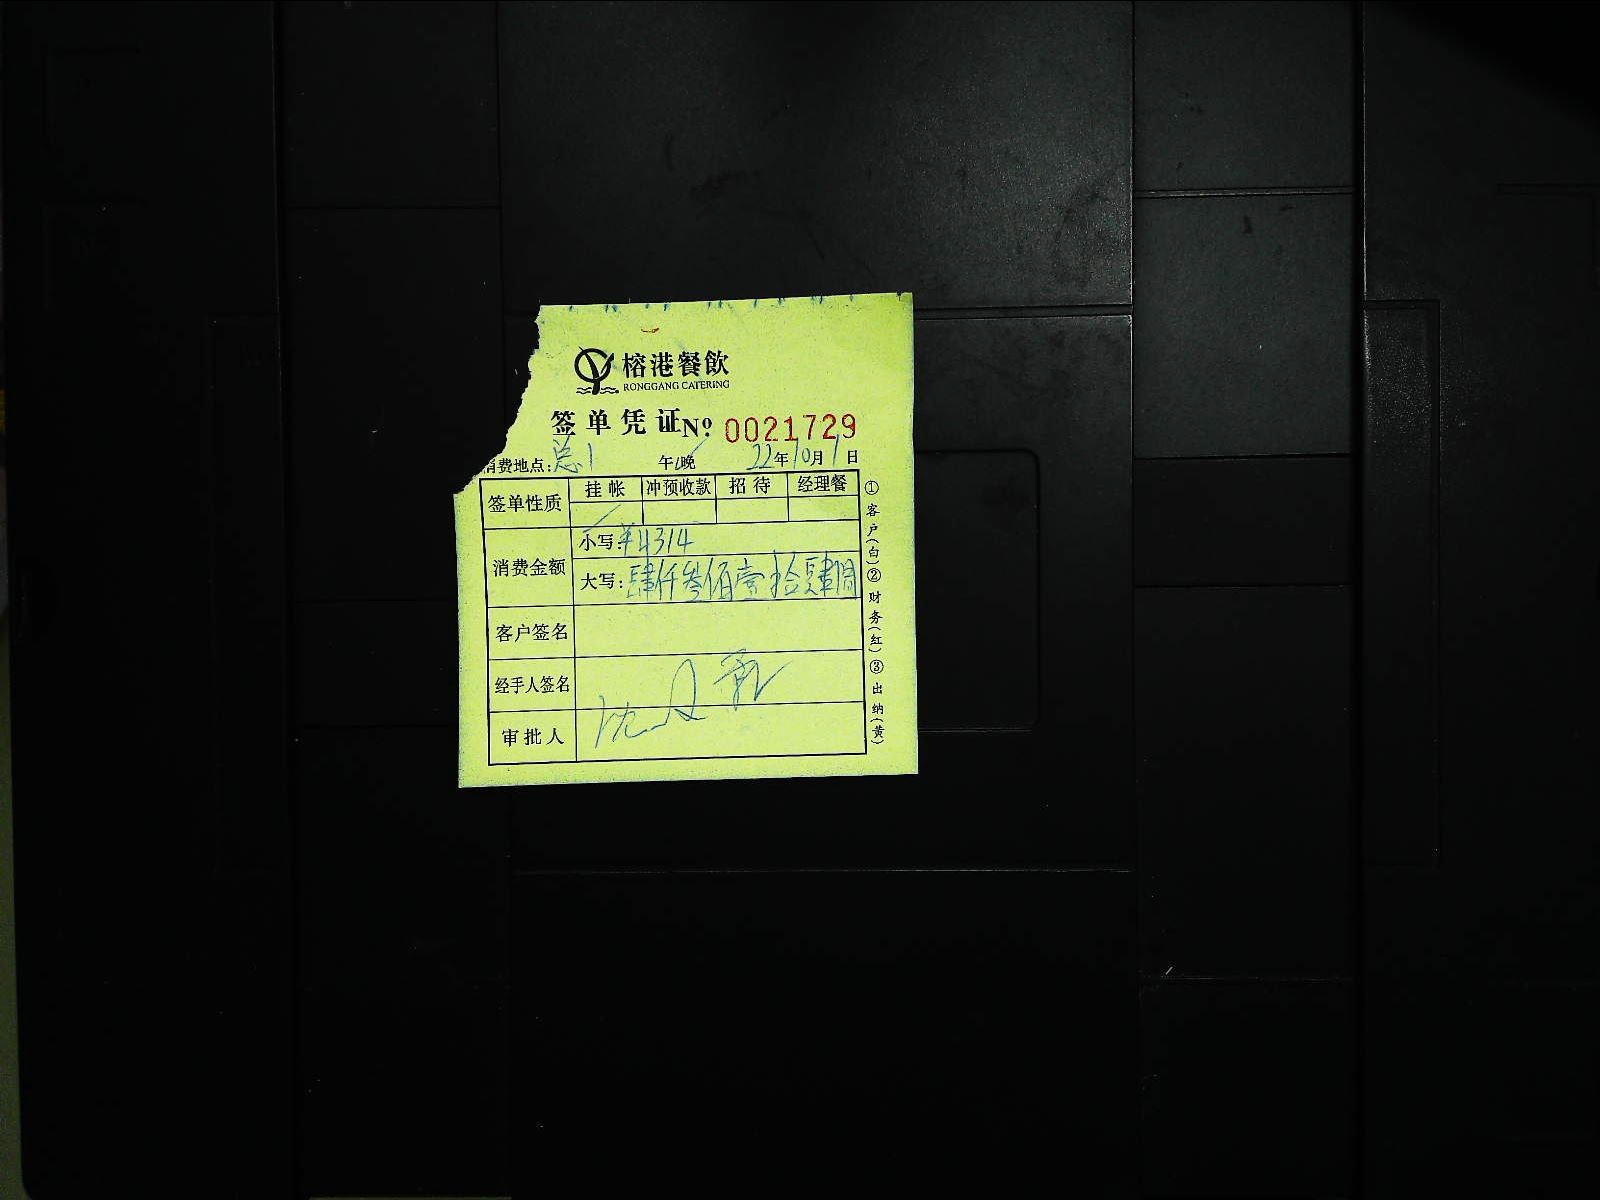 榕港餐飲
RONGGANG CATERING
签单凭证 Nº 0021729
消费地点:总1 午/晚 22年10月1日
签单性质 挂帐 冲预收款 招待 经理餐
消费金额 小写:¥4314
大写:肆仟叁佰壹拾肆圆
客户签名
经手人签名
审批人
沈
①客户(白)②财务(红)③出纳(黄)